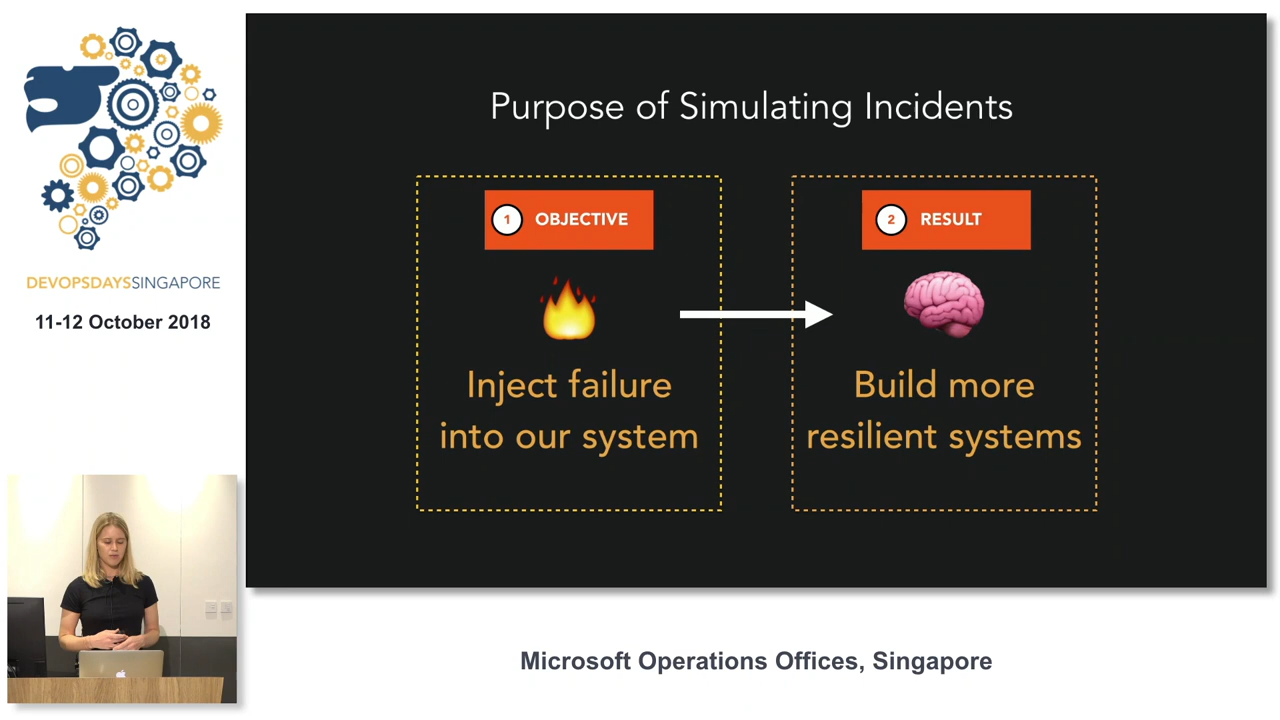 DEVOPSDAYSSINGAPORE
11-12 October 2018
Purpose of Simulating Incidents
1 OBJECTIVE
Inject failure
into our system
2 RESULT
Build more
resilient systems
Microsoft Operations Offices, Singapore